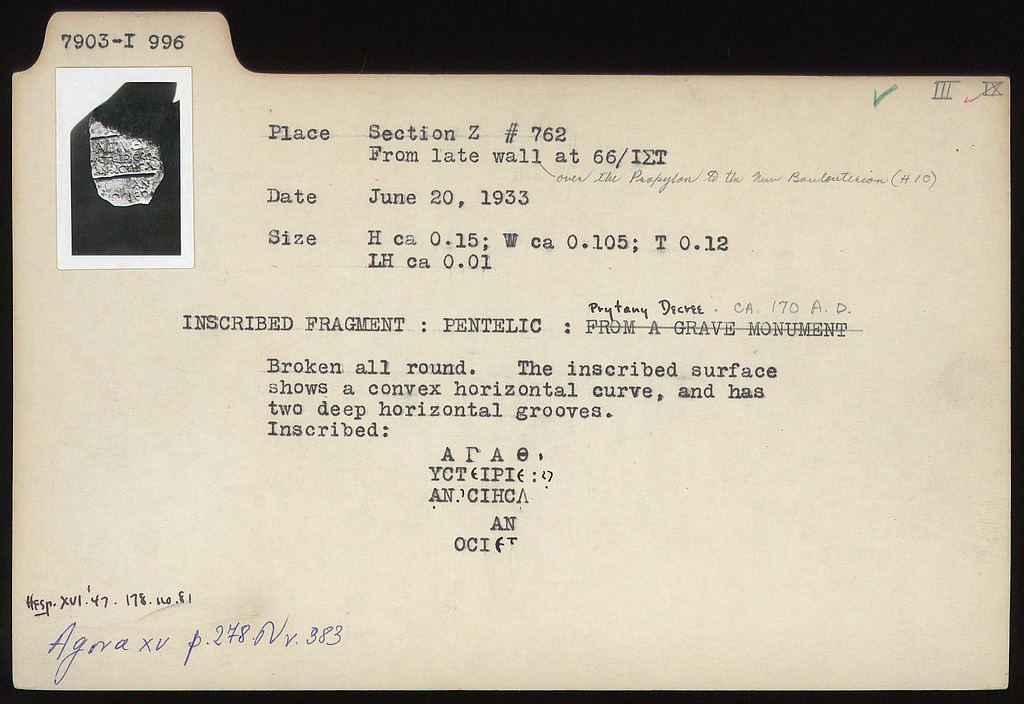 7903-I 996
III IX
Place Section Z # 762
From late wall at 66/ΙΣΤ
over the Propylon to the New Bouleuterion (H 10)
Date June 20, 1933
Size H ca 0.15; W ca 0.105; T 0.12
LH ca 0.01
Prytany Decree. CA. 170 A.D.
INSCRIBED FRAGMENT : PENTELIC : FROM A GRAVE MONUMENT
Broken all round. The inscribed surface
shows a convex horizontal curve, and has
two deep horizontal grooves.
Inscribed:
Α Γ Α Θ
ΥCΤЄΙΡΙЄ:
ΑΝ CΙΗCΛ
ΑΝ
ΟCΙЄΤ
Hesp. XVI.'47. 178. no.81
Agora XV p.278 Nr. 383